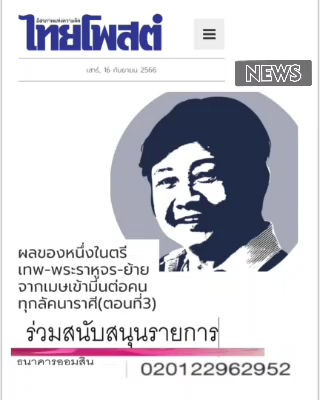 อิสรภาพแห่งความคิด
ไทยโพสต์
เสาร์, 16 กันยายน 2566
NEWS
ผลของหนึ่งในตรี
เทพ-พระราหูจร-ย้าย
จากเมษเข้ามีนต่อคน
ทุกลัคนาราศี(ตอนที่3)
ร่วมสนับสนุนรายการ
ธนาคารออมสิน
020122962952